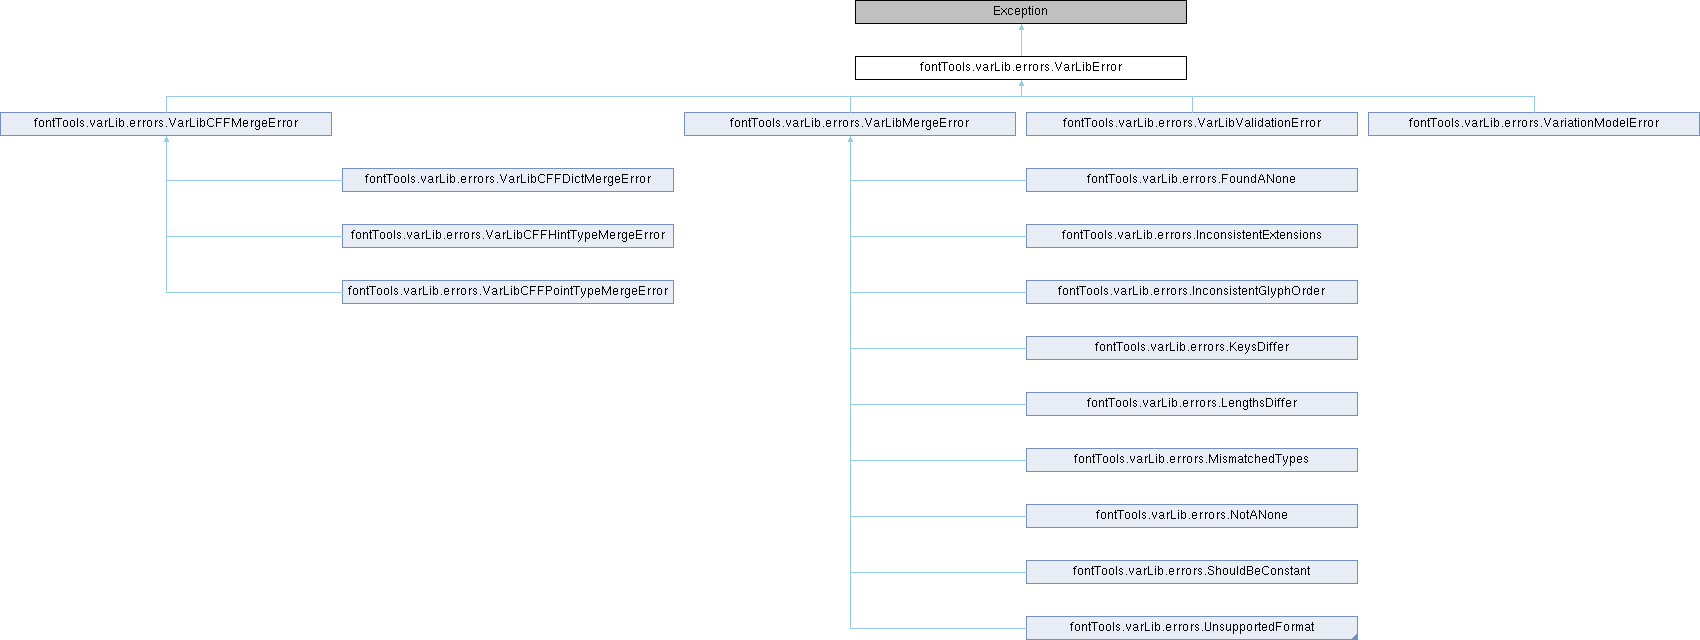 Exception
fontTools.varLib.errors.VarLibError
fontTools.varLib.errors.VarLibCFFMergeError
fontTools.varLib.errors.VarLibMergeError
fontTools.varLib.errors.VarLibValidationError
fontTools.varLib.errors.VariationModelError
fontTools.varLib.errors.VarLibCFFDictMergeError
fontTools.varLib.errors.FoundANone
fontTools.varLib.errors.VarLibCFFHintTypeMergeError
fontTools.varLib.errors.InconsistentExtensions
fontTools.varLib.errors.VarLibCFFPointTypeMergeError
fontTools.varLib.errors.InconsistentGlyphOrder
fontTools.varLib.errors.KeysDiffer
fontTools.varLib.errors.LengthsDiffer
fontTools.varLib.errors.MismatchedTypes
fontTools.varLib.errors.NotANone
fontTools.varLib.errors.ShouldBeConstant
fontTools.varLib.errors.UnsupportedFormat